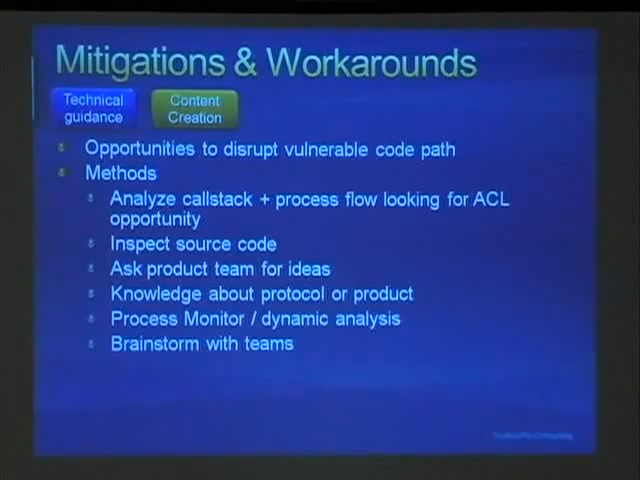 Mitigations & Workarounds
Technical
guidance
Content
Creation
Opportunities to disrupt vulnerable code path
Methods
Analyze callstack + process flow looking for ACL
opportunity
Inspect source code
Ask product team for ideas
Knowledge about protocol or product
Process Monitor / dynamic analysis
Brainstorm with teams
Trustworthy Computing